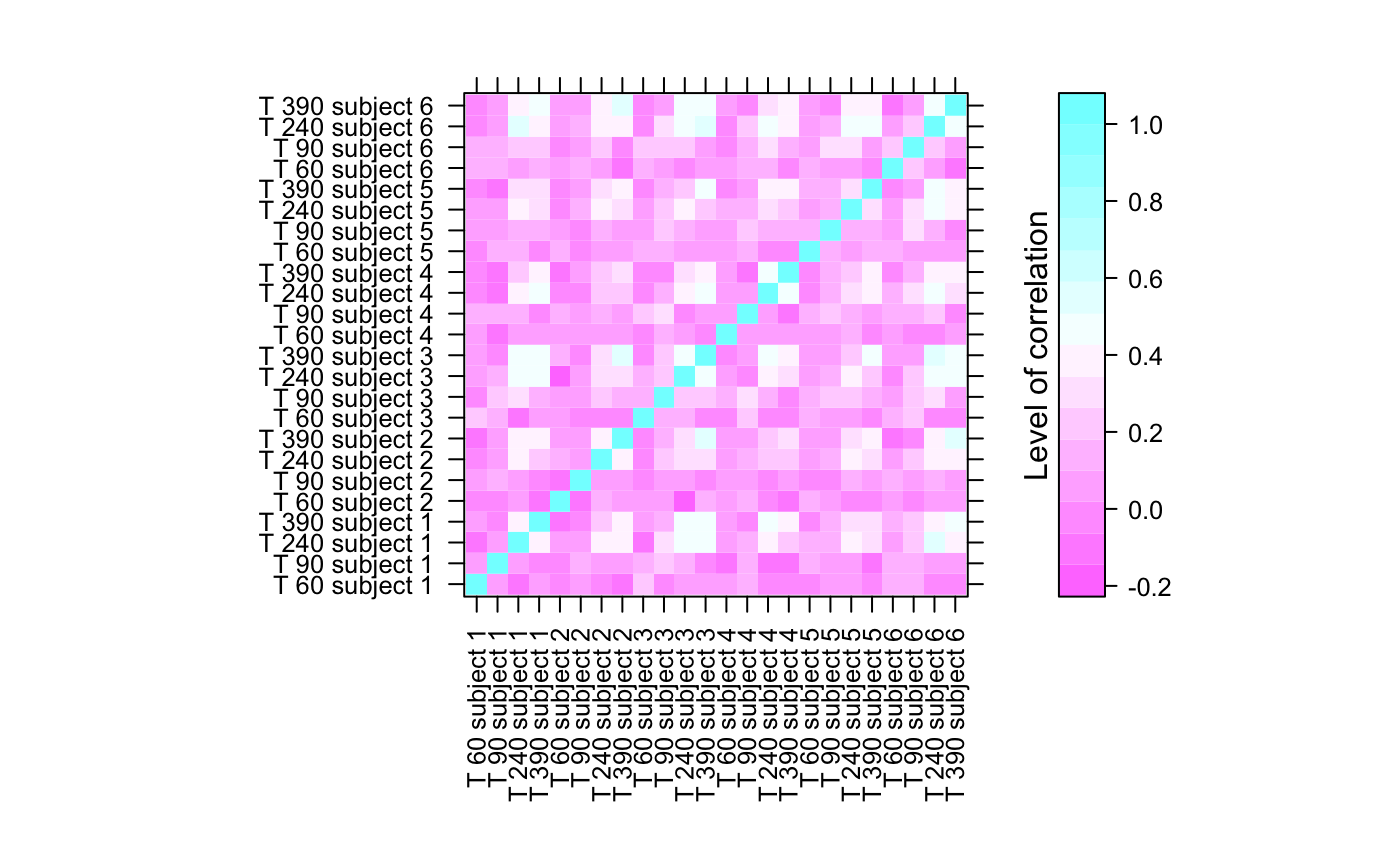 T 390 subject 6
T 240 subject 6
T 90 subject 6
T 60 subject 6
T 390 subject 5
T 240 subject 5
T 90 subject 5
T 60 subject 5
T 390 subject 4
T 240 subject 4
T 90 subject 4
T 60 subject 4
T 390 subject 3
T 240 subject 3
T 90 subject 3
T 60 subject 3
T 390 subject 2
T 240 subject 2
T 90 subject 2
T 60 subject 2
T 390 subject 1
T 240 subject 1
T 90 subject 1
T 60 subject 1
T 60 subject 1
T 90 subject 1
T 240 subject 1
T 390 subject 1
T 60 subject 2
T 90 subject 2
T 240 subject 2
T 390 subject 2
T 60 subject 3
T 90 subject 3
T 240 subject 3
T 390 subject 3
T 60 subject 4
T 90 subject 4
T 240 subject 4
T 390 subject 4
T 60 subject 5
T 90 subject 5
T 240 subject 5
T 390 subject 5
T 60 subject 6
T 90 subject 6
T 240 subject 6
T 390 subject 6
Level of correlation
1.0
0.8
0.6
0.4
0.2
0.0
-0.2